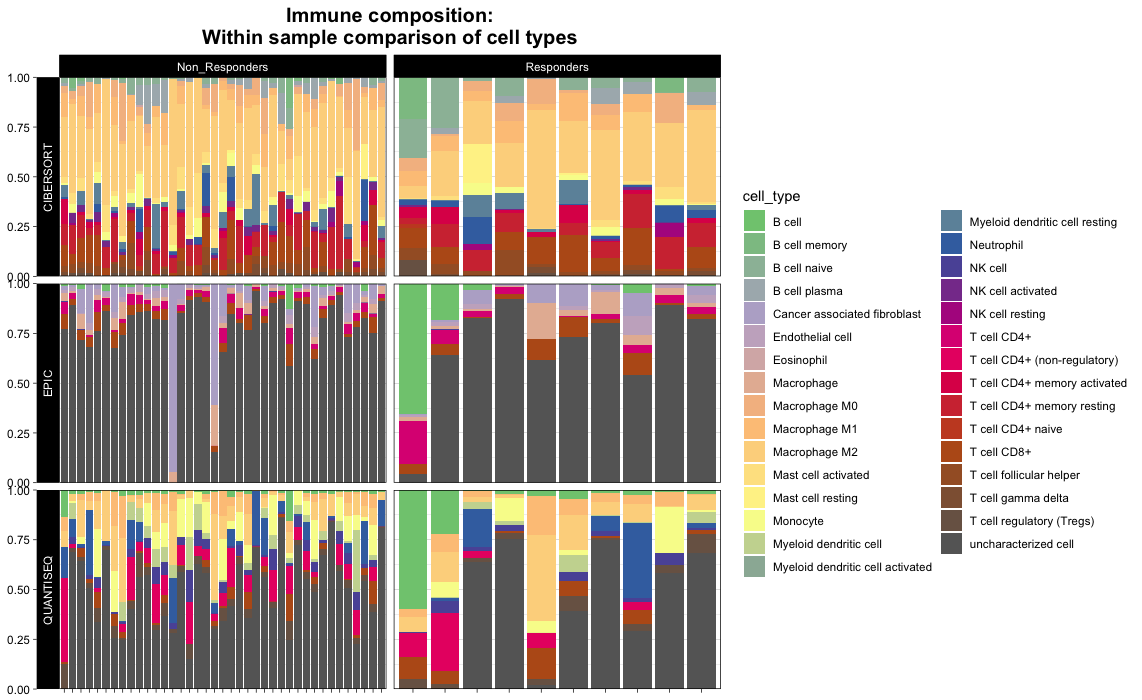 Immune composition:
Within sample comparison of cell types
Non_Responders
Responders
CIBERSORT
1.00
0.75
0.50
0.25
0.00
EPIC
1.00
0.75
0.50
0.25
0.00
QUANTISEQ
1.00
0.75
0.50
0.25
0.00
cell_type
B cell
B cell memory
B cell naive
B cell plasma
Cancer associated fibroblast
Endothelial cell
Eosinophil
Macrophage
Macrophage M0
Macrophage M1
Macrophage M2
Mast cell activated
Mast cell resting
Monocyte
Myeloid dendritic cell
Myeloid dendritic cell activated
Myeloid dendritic cell resting
Neutrophil
NK cell
NK cell activated
NK cell resting
T cell CD4+
T cell CD4+ (non-regulatory)
T cell CD4+ memory activated
T cell CD4+ memory resting
T cell CD4+ naive
T cell CD8+
T cell follicular helper
T cell gamma delta
T cell regulatory (Tregs)
uncharacterized cell